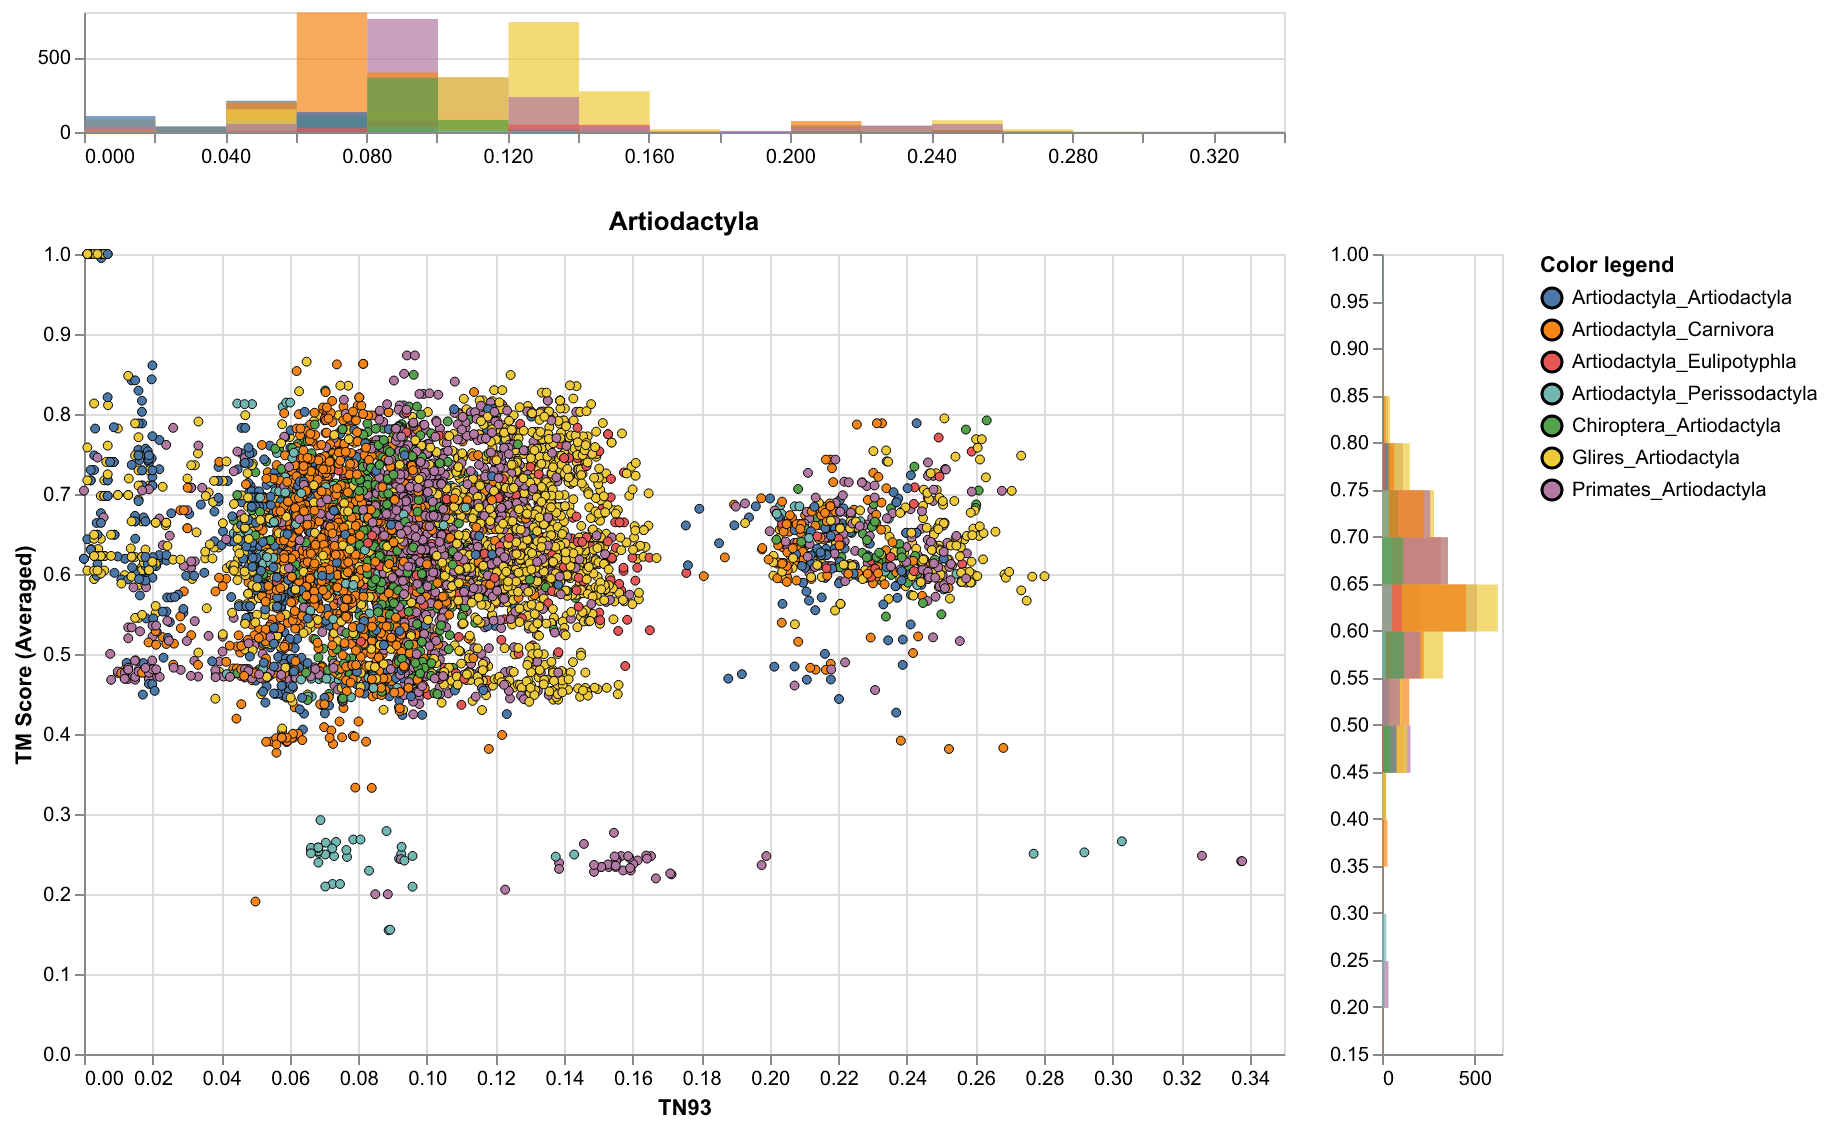 500
0
0.000 0.040 0.080 0.120 0.160 0.200 0.240 0.280 0.320
Artiodactyla
1.0
0.9
0.8
0.7
0.6
0.5
0.4
0.3
0.2
0.1
0.0
TM Score (Averaged)
0.00 0.02 0.04 0.06 0.08 0.10 0.12 0.14 0.16 0.18 0.20 0.22 0.24 0.26 0.28 0.30 0.32 0.34
TN93
1.00
0.95
0.90
0.85
0.80
0.75
0.70
0.65
0.60
0.55
0.50
0.45
0.40
0.35
0.30
0.25
0.20
0.15
0 500
Color legend
Artiodactyla_Artiodactyla
Artiodactyla_Carnivora
Artiodactyla_Eulipotyphla
Artiodactyla_Perissodactyla
Chiroptera_Artiodactyla
Glires_Artiodactyla
Primates_Artiodactyla